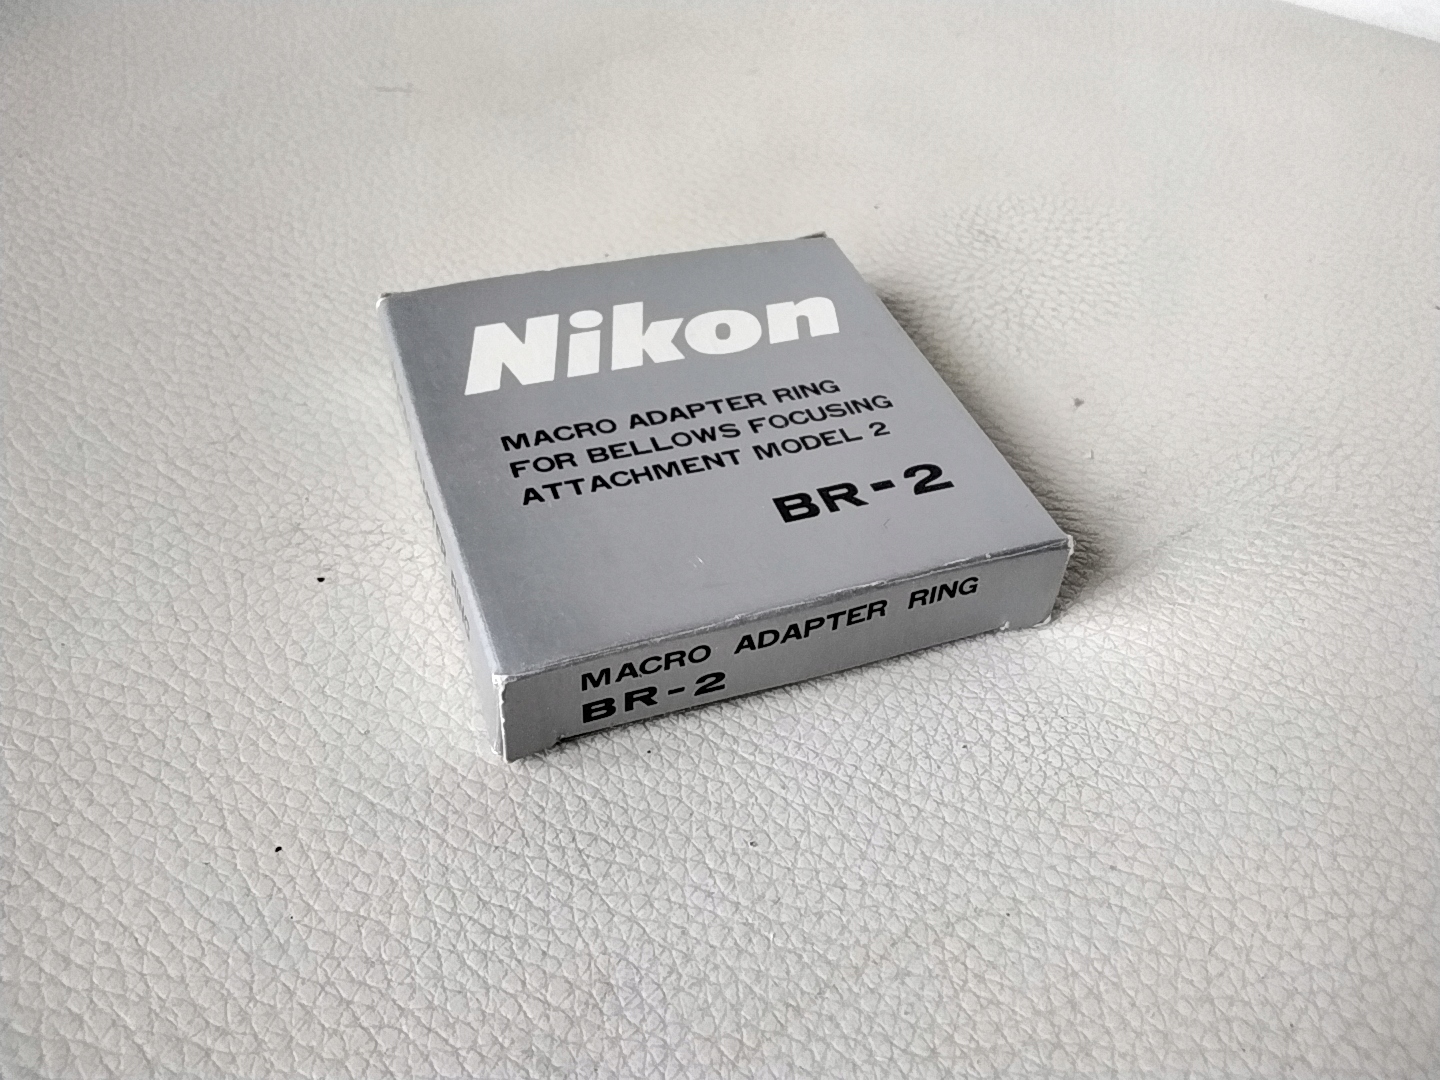 Nikon
MACRO ADAPTER RING
FOR BELLOWS FOCUSING
ATTACHMENT MODEL 2
BR-2
MACRO ADAPTER RING
BR-2